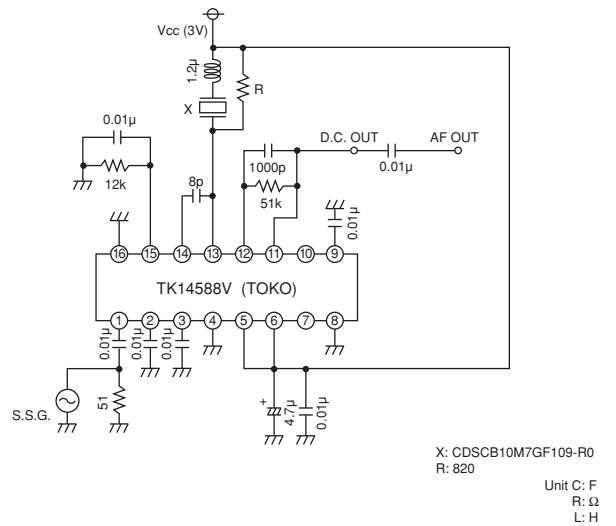 Vcc (3V)
1.2μ
X
R
0.01μ
12k
8p
1000p
51k
D.C. OUT
0.01μ
AF OUT
0.01μ
16
15
14
13
12
11
10
9
TK14588V (TOKO)
1
2
3
4
5
6
7
8
0.01μ
0.01μ
0.01μ
S.S.G.
51
+
4.7μ
0.01μ
X: CDSCB10M7GF109-R0
R: 820
Unit C: F
R: Ω
L: H